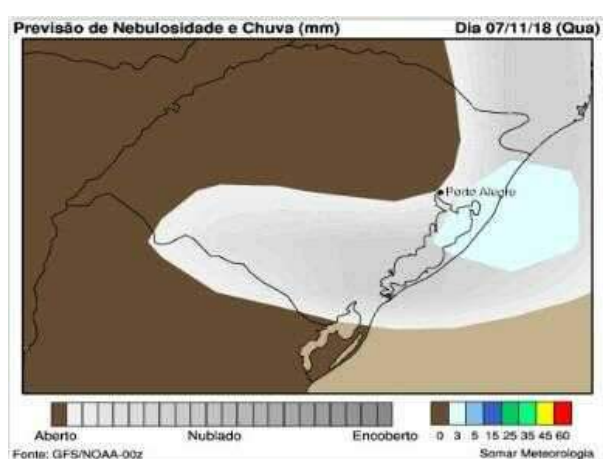 Previsão de Nebulosidade e Chuva (mm) Dia 07/11/18 (Qua)
Porto Alegre
Aberto Nublado Encoberto 0 3 5 15 25 35 45 60
Fonte: GFS/NOAA-00z Somar Meteorologia